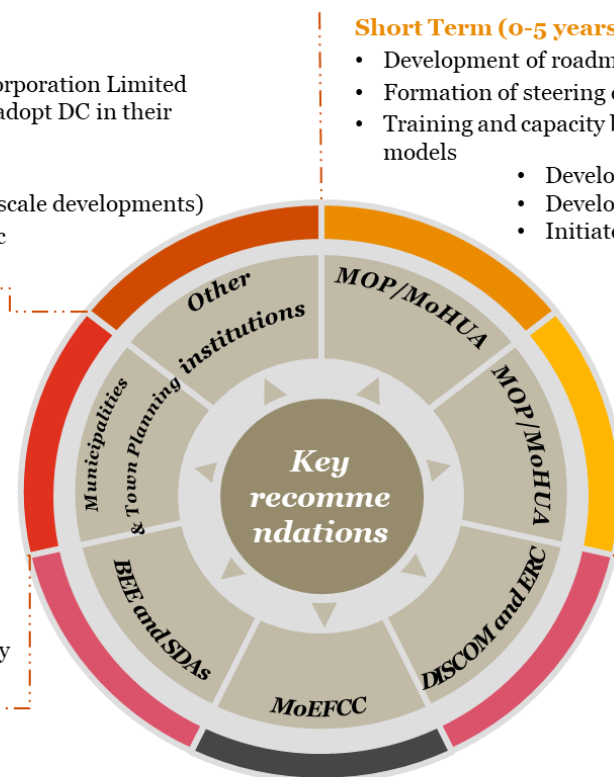 Short Term (0-5 years
• Development of roadm
• Formation of steering
• Training and capacity b
models
• Develo
• Develo
• Initiate
orporation Limited
adopt DC in their
scale developments)
c
y
Other
institutions
MOP/MoHUA
MOP/MoHUA
DISCOM and ERC
MoEFCC
BEE and SDAs
Municipalities
& Town Planning
Key
recomme
ndations